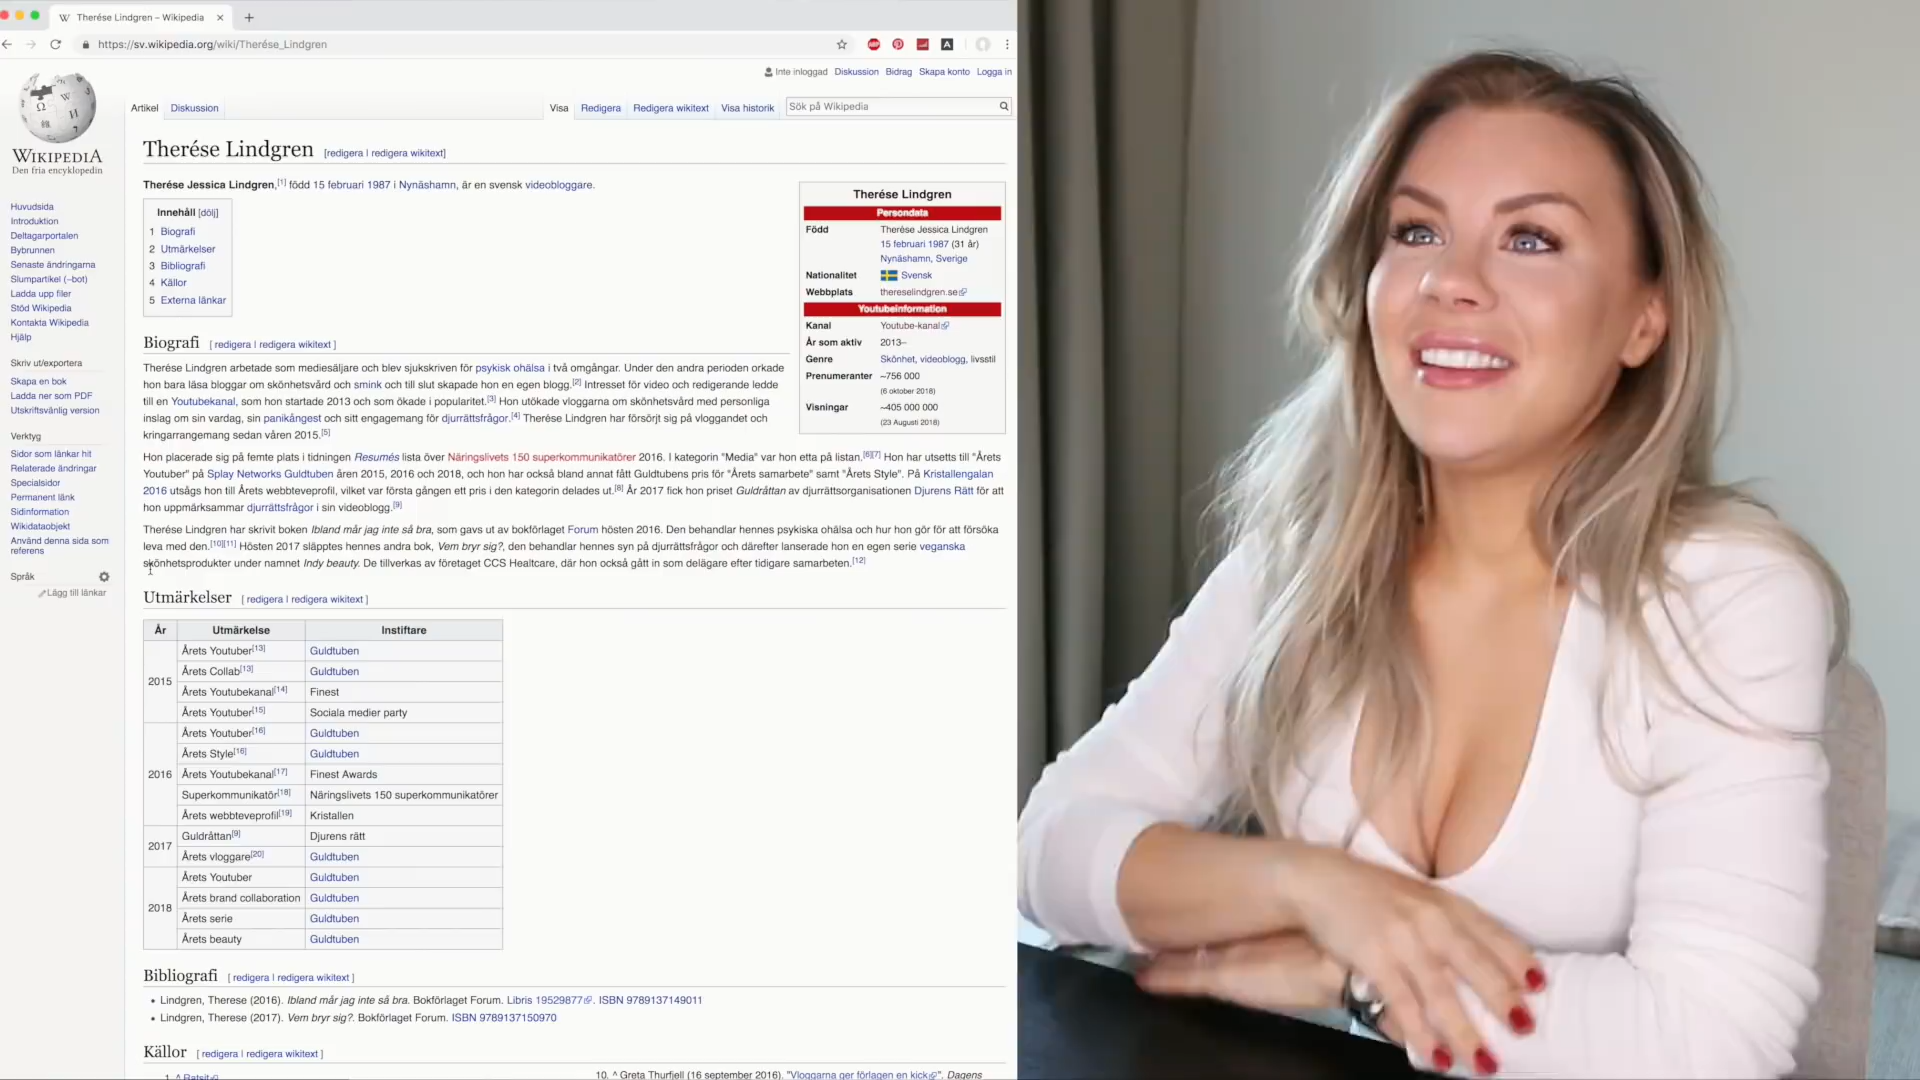 Therése Lindgren – Wikipedia
https://sv.wikipedia.org/wiki/Therése_Lindgren
Inte inloggad Diskussion Bidrag Skapa konto Logga in
Artikel Diskussion Visa Redigera Redigera wikitext Visa historik Sök på Wikipedia
WIKIPEDIA
Den fria encyklopedin
Huvudsida
Introduktion
Deltagarportalen
Bybrunnen
Senaste ändringarna
Slumpartikel (–bot)
Ladda upp filer
Stöd Wikipedia
Kontakta Wikipedia
Hjälp
Skriv ut/exportera
Skapa en bok
Ladda ner som PDF
Utskriftsvänlig version
Verktyg
Sidor som länkar hit
Relaterade ändringar
Specialsidor
Permanent länk
Sidinformation
Wikidataobjekt
Använd denna sida som
referens
Språk
Lägg till länkar
Therése Lindgren [redigera | redigera wikitext]
Therése Jessica Lindgren,[1] född 15 februari 1987 i Nynäshamn, är en svensk videobloggare.
Innehåll [dölj]
1 Biografi
2 Utmärkelser
3 Bibliografi
4 Källor
5 Externa länkar
Therése Lindgren
Persondata
Född Therése Jessica Lindgren
15 februari 1987 (31 år)
Nynäshamn, Sverige
Nationalitet Svensk
Webbplats thereselindgren.se
Youtubeinformation
Kanal Youtube-kanal
År som aktiv 2013–
Genre Skönhet, videoblogg, livsstil
Prenumeranter ~756 000
(6 oktober 2018)
Visningar ~405 000 000
(23 Augusti 2018)
Biografi [ redigera | redigera wikitext ]
Therése Lindgren arbetade som mediesäljare och blev sjukskriven för psykisk ohälsa i två omgångar. Under den andra perioden orkade
hon bara läsa bloggar om skönhetsvård och smink och till slut skapade hon en egen blogg.[2] Intresset för video och redigerande ledde
till en Youtubekanal, som hon startade 2013 och som ökade i popularitet.[3] Hon utökade vloggarna om skönhetsvård med personliga
inslag om sin vardag, sin panikångest och sitt engagemang för djurrättsfrågor.[4] Therése Lindgren har försörjt sig på vloggandet och
kringarrangemang sedan våren 2015.[5]
Hon placerade sig på femte plats i tidningen Resumés lista över Näringslivets 150 superkommunikatörer 2016. I kategorin "Media" var hon etta på listan.[6][7] Hon har utsetts till "Årets
Youtuber" på Splay Networks Guldtuben åren 2015, 2016 och 2018, och hon har också bland annat fått Guldtubens pris för "Årets samarbete" samt "Årets Style". På Kristallengalan
2016 utsågs hon till Årets webbteveprofil, vilket var första gången ett pris i den kategorin delades ut.[8] År 2017 fick hon priset Guldråttan av djurrättsorganisationen Djurens Rätt för att
hon uppmärksammar djurrättsfrågor i sin videoblogg.[9]
Therése Lindgren har skrivit boken Ibland mår jag inte så bra, som gavs ut av bokförlaget Forum hösten 2016. Den behandlar hennes psykiska ohälsa och hur hon gör för att försöka
leva med den.[10][11] Hösten 2017 släpptes hennes andra bok, Vem bryr sig?, den behandlar hennes syn på djurrättsfrågor och därefter lanserade hon en egen serie veganska
skönhetsprodukter under namnet Indy beauty. De tillverkas av företaget CCS Healtcare, där hon också gått in som delägare efter tidigare samarbeten.[12]
Utmärkelser [ redigera | redigera wikitext ]
År Utmärkelse Instiftare
2015
Årets Youtuber[13] Guldtuben
Årets Collab[13] Guldtuben
Årets Youtubekanal[14] Finest
Årets Youtuber[15] Sociala medier party
2016
Årets Youtuber[16] Guldtuben
Årets Style[16] Guldtuben
Årets Youtubekanal[17] Finest Awards
Superkommunikatör[18] Näringslivets 150 superkommunikatörer
Årets webbteveprofil[19] Kristallen
2017
Guldråttan[9] Djurens rätt
Årets vloggare[20] Guldtuben
2018
Årets Youtuber Guldtuben
Årets brand collaboration Guldtuben
Årets serie Guldtuben
Årets beauty Guldtuben
Bibliografi [ redigera | redigera wikitext ]
• Lindgren, Therese (2016). Ibland mår jag inte så bra. Bokförlaget Forum. Libris 19529877. ISBN 9789137149011
• Lindgren, Therese (2017). Vem bryr sig?. Bokförlaget Forum. ISBN 9789137150970
Källor [ redigera | redigera wikitext ]
1. ^ Ratsit
10. ^ Greta Thurfjell (16 september 2016). "Vloggarna ger förlagen en kick". Dagens